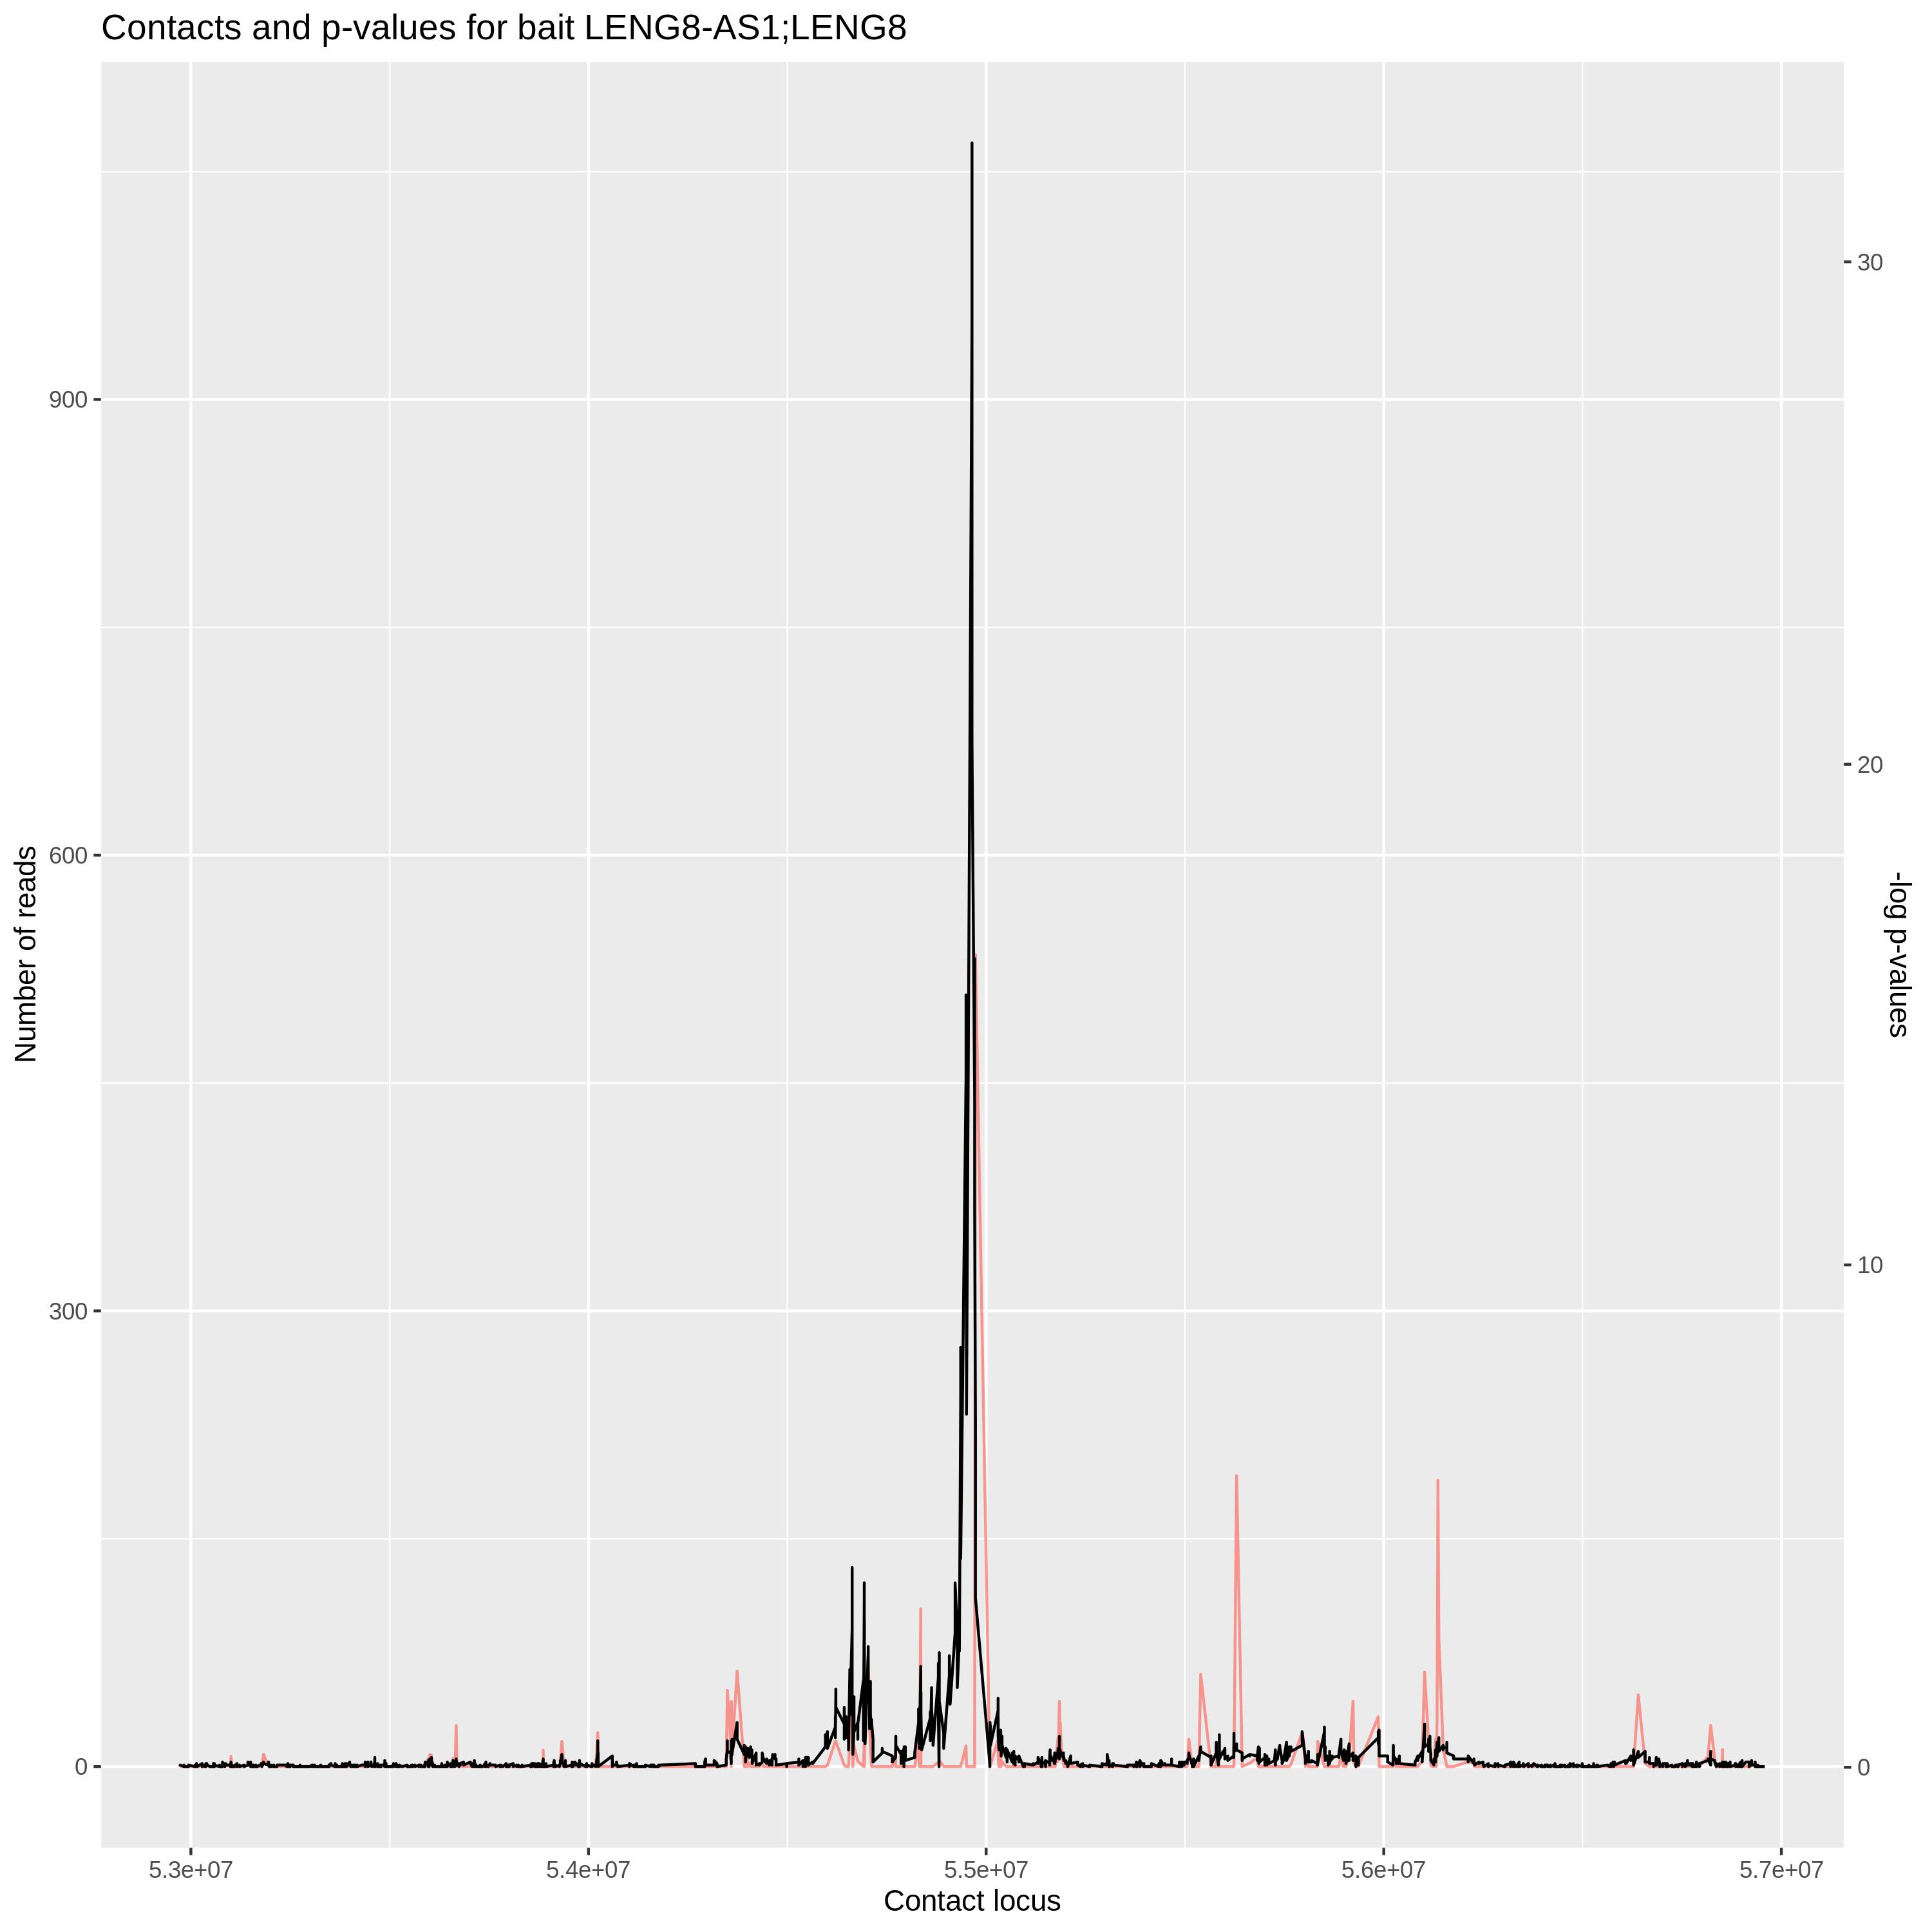 Contacts and p-values for bait LENG8-AS1;LENG8
Number of reads
900
600
300
0
30
20
10
0
-log p-values
5.3e+07 5.4e+07 5.5e+07 5.6e+07 5.7e+07
Contact locus